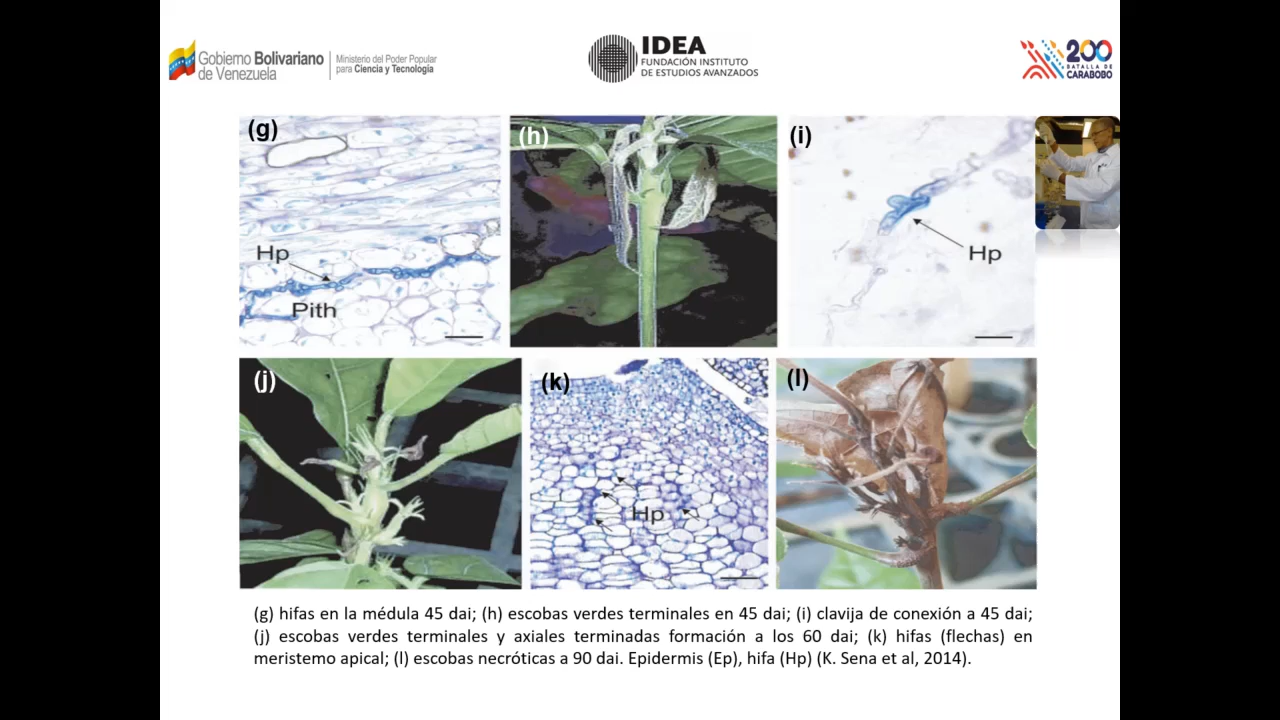 Gobierno Bolivariano
de Venezuela
Ministerio del Poder Popular
para Ciencia y Tecnología
IDEA
FUNDACIÓN INSTITUTO
DE ESTUDIOS AVANZADOS
200
BATALLA DE
CARABOBO
(g)
Hp
Pith
(h)
(i)
Hp
(j)
(k)
Hp
(l)
(g) hifas en la médula 45 dai; (h) escobas verdes terminales en 45 dai; (i) clavija de conexión a 45 dai;
(j) escobas verdes terminales y axiales terminadas formación a los 60 dai; (k) hifas (flechas) en
meristemo apical; (l) escobas necróticas a 90 dai. Epidermis (Ep), hifa (Hp) (K. Sena et al, 2014).